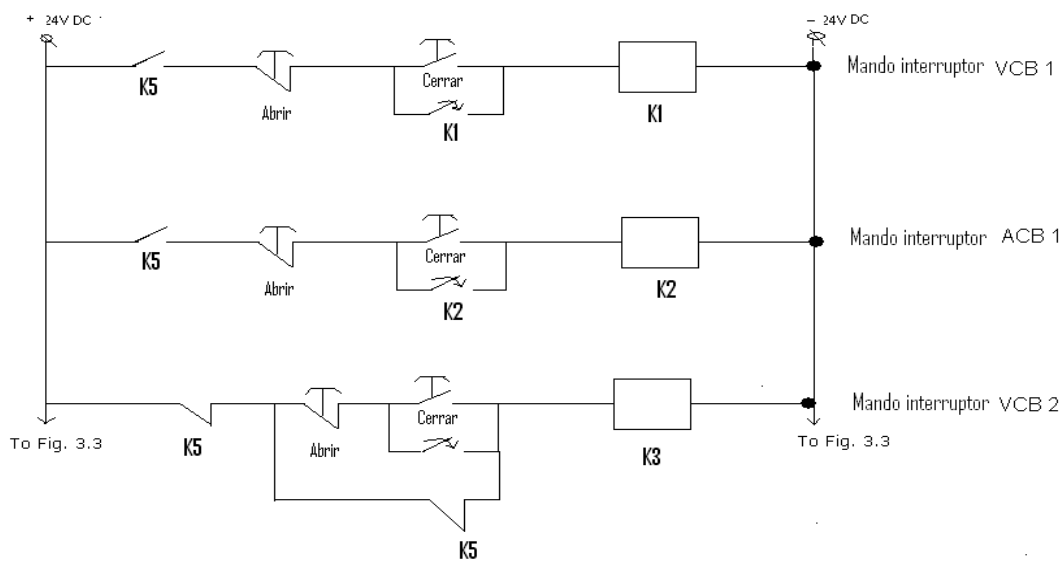 + 24V DC
− 24V DC
K5
Abrir
Cerrar
K1
K1
Mando interruptor VCB 1
K5
Abrir
Cerrar
K2
K2
Mando interruptor ACB 1
K5
Abrir
Cerrar
K3
Mando interruptor VCB 2
To Fig. 3.3
To Fig. 3.3
K5